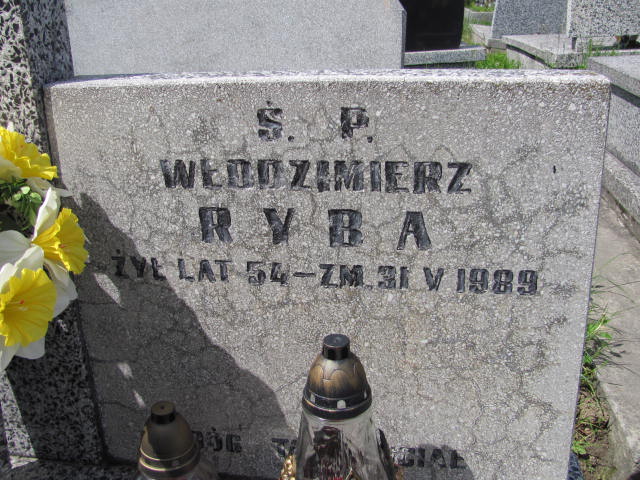 Ś. P.
WŁODZIMIERZ
RYBA
ŻYŁ LAT 54 – ZM. 31 V 1989